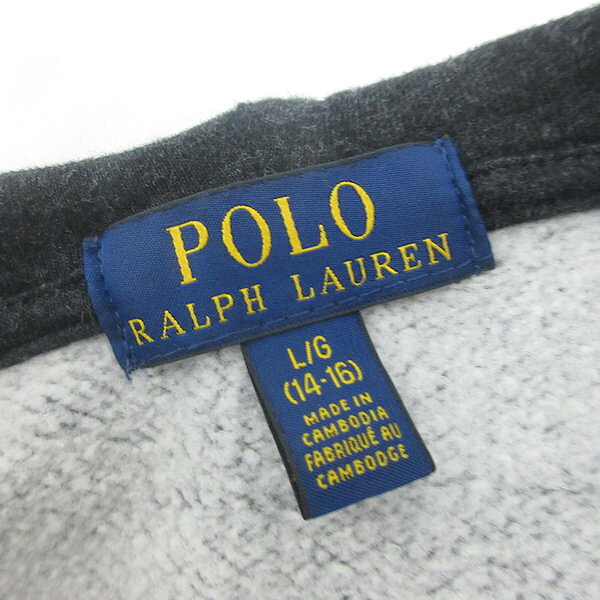 POLO
RALPH LAUREN
L/G
(14-16)
MADE IN
CAMBODIA
FABRIQUÉ AU
CAMBODGE